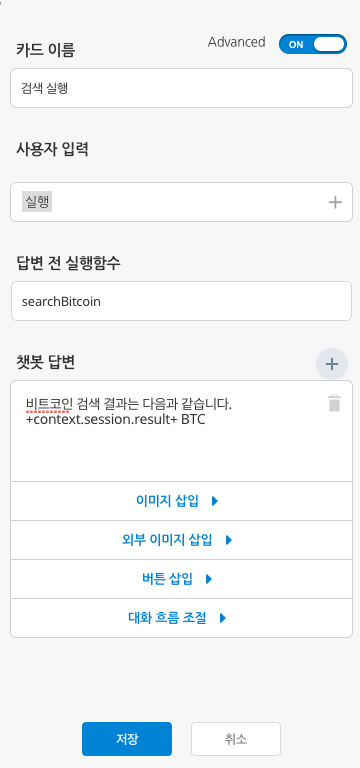 카드 이름
Advanced
ON
검색 실행
사용자 입력
실행
답변 전 실행함수
searchBitcoin
챗봇 답변
비트코인 검색 결과는 다음과 같습니다.
+context.session.result+ BTC
이미지 삽입
외부 이미지 삽입
버튼 삽입
대화 흐름 조절
저장
취소